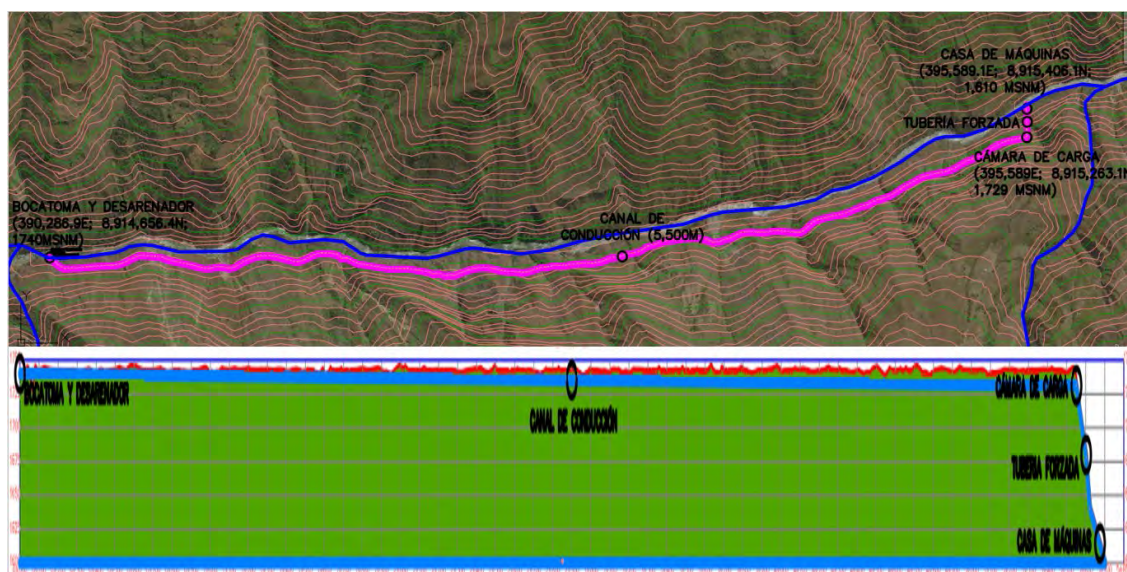 CASA DE MÁQUINAS
(395,589.1E; 8,915,406.1N;
1,610 MSNM)
TUBERÍA FORZADA
CÁMARA DE CARGA
(395,589E; 8,915,263.1N
1,729 MSNM)
BOCATOMA Y DESARENADOR
(390,286.9E; 8,914,656.4N;
1740MSNM)
CANAL DE
CONDUCCIÓN (5,500M)
BOCATOMA Y DESARENADOR
CANAL DE CONDUCCIÓN
CÁMARA DE CARGA
TUBERIA FORZADA
CASA DE MÁQUINAS